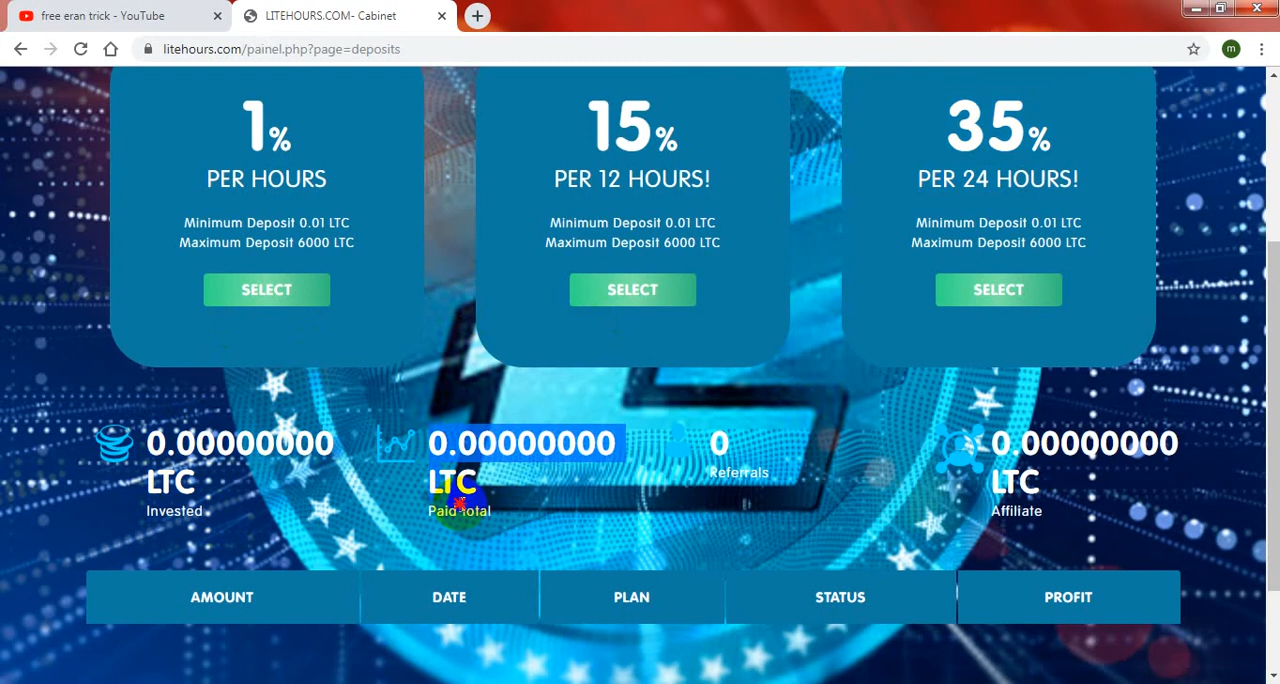 free eran trick - YouTube
LITEHOURS.COM- Cabinet
litehours.com/painel.php?page=deposits
m
1%
PER HOURS
Minimum Deposit 0.01 LTC
Maximum Deposit 6000 LTC
SELECT
15%
PER 12 HOURS!
Minimum Deposit 0.01 LTC
Maximum Deposit 6000 LTC
SELECT
35%
PER 24 HOURS!
Minimum Deposit 0.01 LTC
Maximum Deposit 6000 LTC
SELECT
0.00000000
LTC
Invested
0.00000000
LTC
Paid total
0
Referrals
0.00000000
LTC
Affiliate
AMOUNT
DATE
PLAN
STATUS
PROFIT